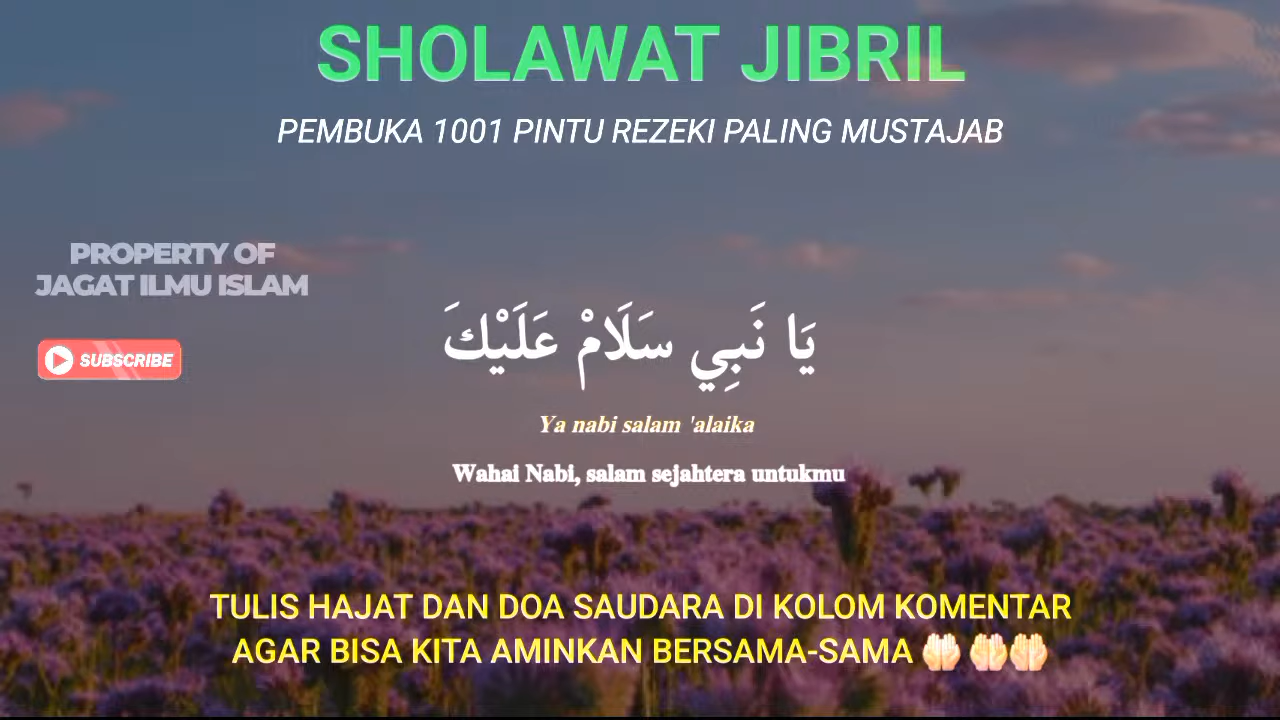 SHOLAWAT JIBRIL
PEMBUKA 1001 PINTU REZEKI PALING MUSTAJAB
PROPERTY OF
JAGAT ILMU ISLAM
SUBSCRIBE
يَا نَبِي سَلَامْ عَلَيْكَ
Ya nabi salam 'alaika
Wahai Nabi, salam sejahtera untukmu
TULIS HAJAT DAN DOA SAUDARA DI KOLOM KOMENTAR
AGAR BISA KITA AMINKAN BERSAMA-SAMA 🤲🏻 🤲🏻🤲🏻